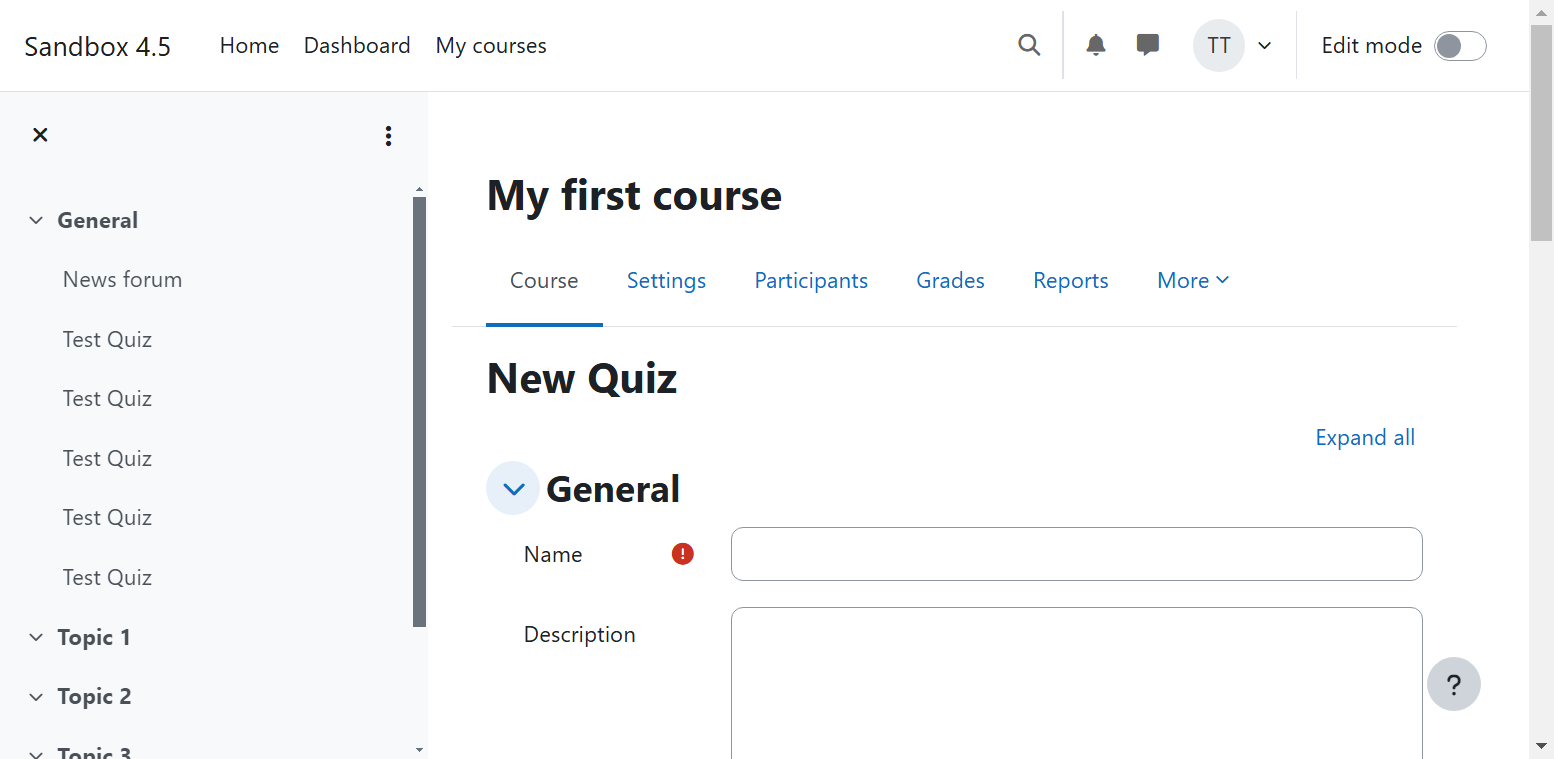 Sandbox 4.5 Home Dashboard My courses TT Edit mode
General
News forum
Test Quiz
Test Quiz
Test Quiz
Test Quiz
Test Quiz
Topic 1
Topic 2
Topic 3
My first course
Course Settings Participants Grades Reports More
New Quiz
Expand all
General
Name
Description
?